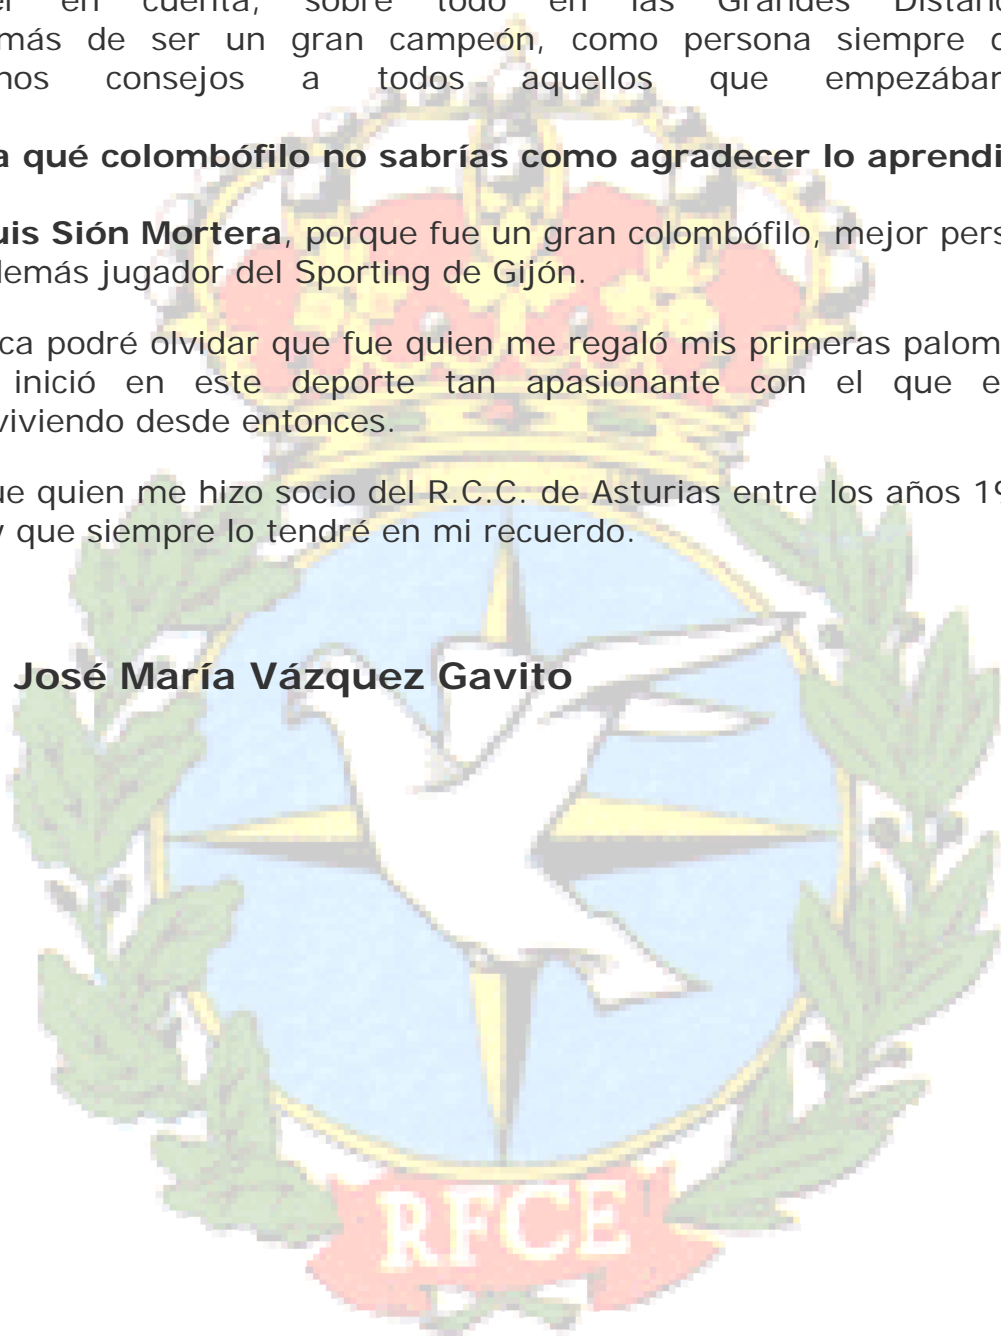 er en cuenta, sobre todo en las Grandes Distanc
más de ser un gran campeón, como persona siempre d
nos consejos a todos aquellos que empezában
a qué colombófilo no sabrías como agradecer lo aprendi
uis Sión Mortera, porque fue un gran colombófilo, mejor pers
demás jugador del Sporting de Gijón.
ca podré olvidar que fue quien me regaló mis primeras palom
inició en este deporte tan apasionante con el que e
viviendo desde entonces.
ue quien me hizo socio del R.C.C. de Asturias entre los años 19
y que siempre lo tendré en mi recuerdo.
José María Vázquez Gavito
RFCE